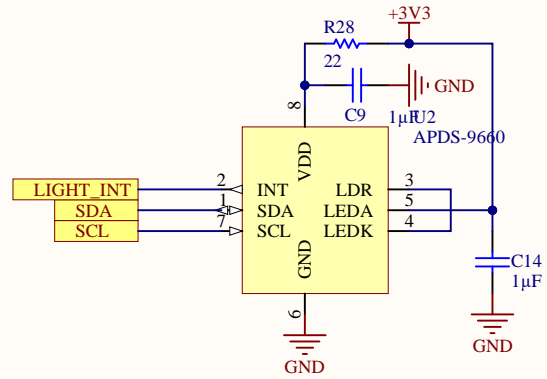 +3V3
R28
22
GND
C9
1µF
U2
APDS-9660
8
VDD
LIGHT_INT
2
INT
LDR
3
SDA
1
SDA
LEDA
5
SCL
7
SCL
LEDK
4
GND
6
C14
1µF
GND
GND